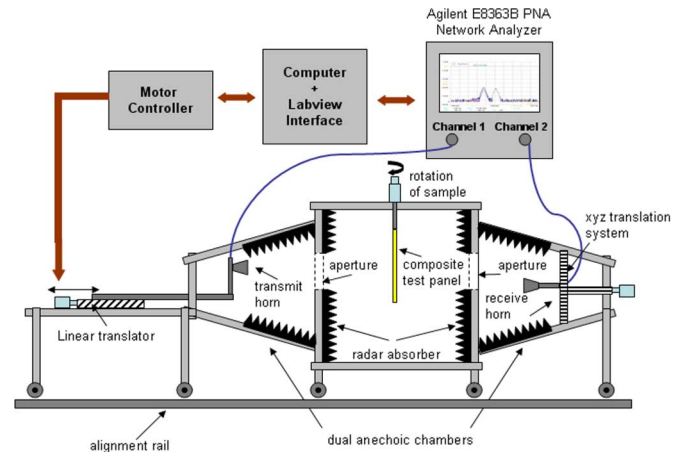 Agilent E8363B PNA
Network Analyzer
Motor
Controller
Computer
+
Labview
Interface
Channel 1
Channel 2
rotation
of sample
xyz translation
system
transmit
horn
aperture
composite
test panel
aperture
receive
horn
Linear translator
radar absorber
alignment rail
dual anechoic chambers